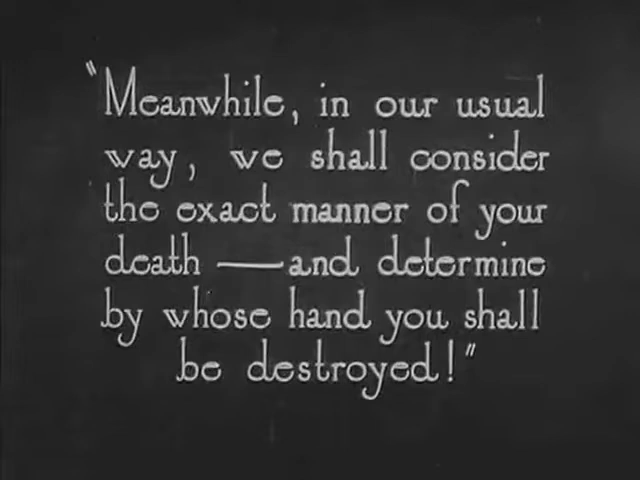 "Meanwhile, in our usual
way, we shall consider
the exact manner of your
death — and determine
by whose hand you shall
be destroyed!"